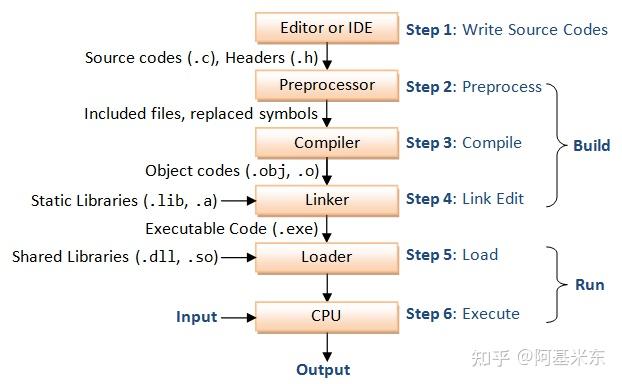 Editor or IDE
Step 1: Write Source Codes
Source codes (.c), Headers (.h)
Preprocessor
Step 2: Preprocess
Included files, replaced symbols
Compiler
Step 3: Compile
Build
Object codes (.obj, .o)
Static Libraries (.lib, .a)
Linker
Step 4: Link Edit
Executable Code (.exe)
Shared Libraries (.dll, .so)
Loader
Step 5: Load
Run
Input
CPU
Step 6: Execute
Output
知乎 @阿基米东